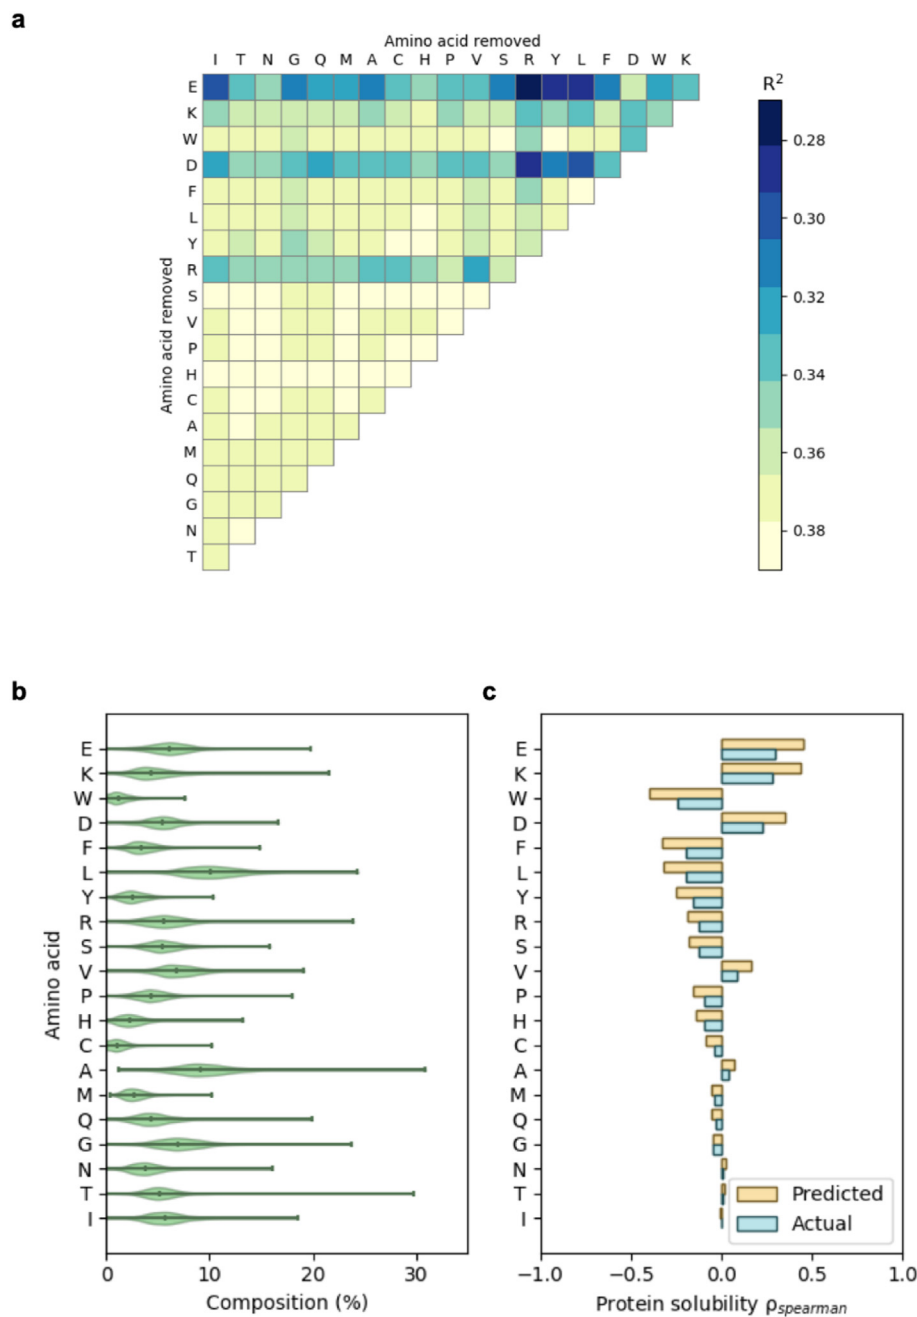 a
Amino acid removed
I T N G Q M A C H P V S R Y L F D W K
E
K
W
D
F
L
Y
R
S
V
P
H
C
A
M
Q
G
N
T
Amino acid removed
R²
0.28
0.30
0.32
0.34
0.36
0.38
b
E
K
W
D
F
L
Y
R
S
V
P
H
C
A
M
Q
G
N
T
I
Amino acid
0 10 20 30
Composition (%)
c
E
K
W
D
F
L
Y
R
S
V
P
H
C
A
M
Q
G
N
T
I
Predicted
Actual
−1.0 −0.5 0.0 0.5 1.0
Protein solubility ρspearman